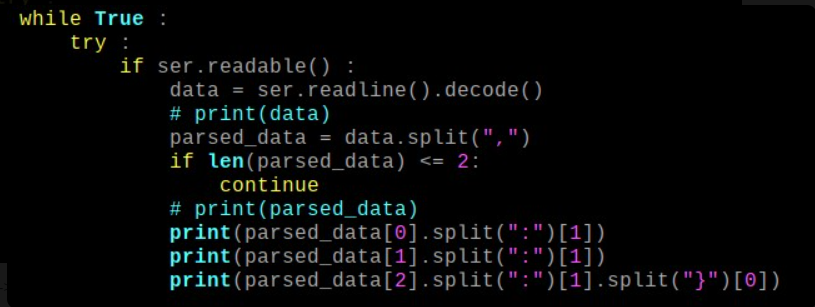 while True :
    try :
        if ser.readable() :
            data = ser.readline().decode()
            # print(data)
            parsed_data = data.split(",")
            if len(parsed_data) <= 2:
                continue
            # print(parsed_data)
            print(parsed_data[0].split(":")[1])
            print(parsed_data[1].split(":")[1])
            print(parsed_data[2].split(":")[1].split("}")[0])